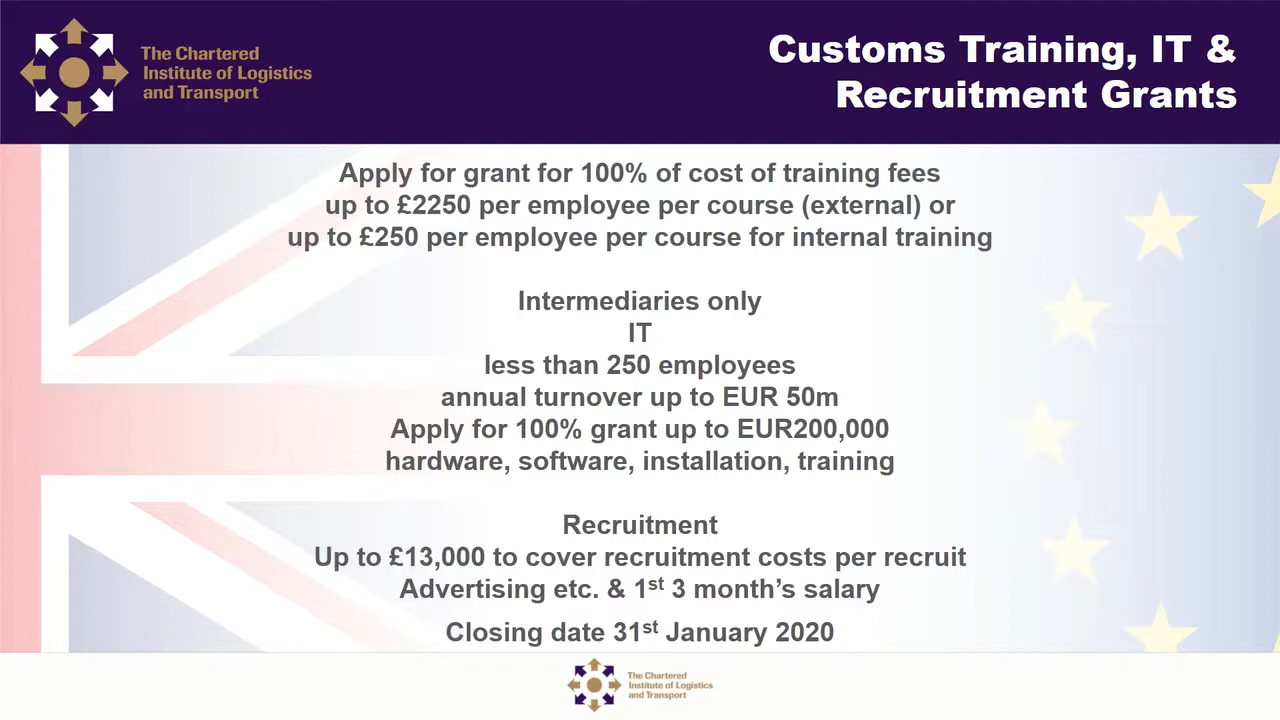 The Chartered
Institute of Logistics
and Transport
Customs Training, IT &
Recruitment Grants
Apply for grant for 100% of cost of training fees
up to £2250 per employee per course (external) or
up to £250 per employee per course for internal training
Intermediaries only
IT
less than 250 employees
annual turnover up to EUR 50m
Apply for 100% grant up to EUR200,000
hardware, software, installation, training
Recruitment
Up to £13,000 to cover recruitment costs per recruit
Advertising etc. & 1st 3 month’s salary
Closing date 31st January 2020
The Chartered
Institute of Logistics
and Transport